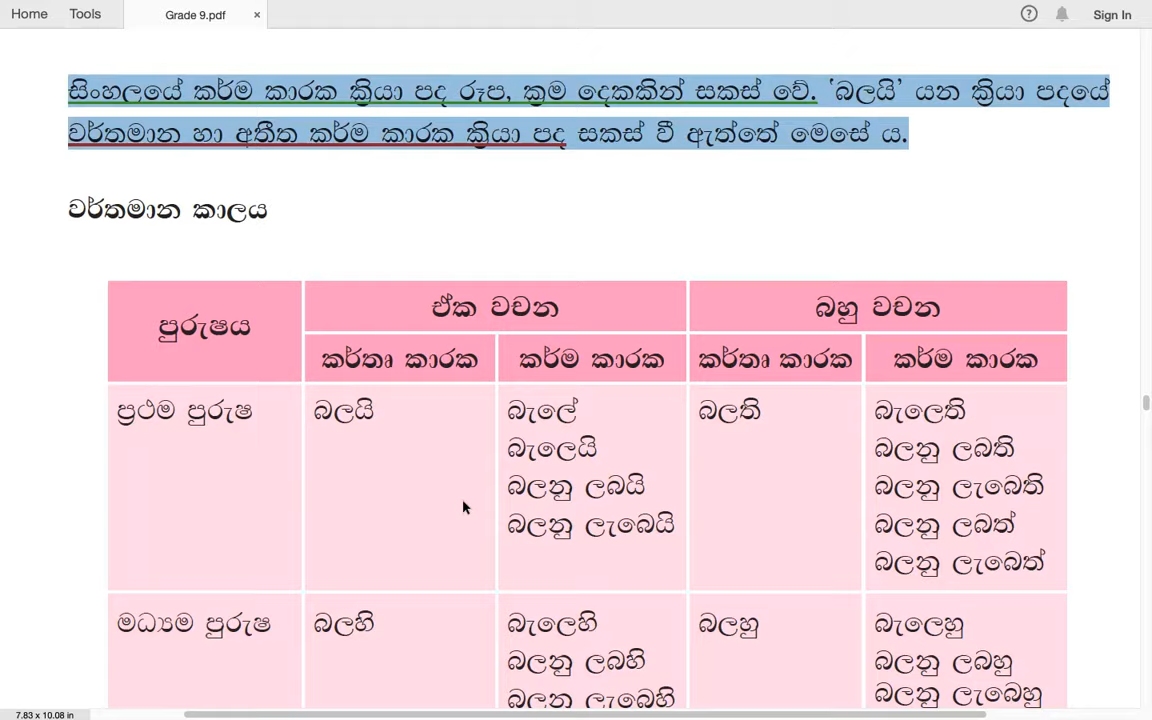 Home Tools Grade 9.pdf × Sign In
සිංහලයේ කර්ම කාරක ක්‍රියා පද රූප, ක්‍රම දෙකකින් සකස් වේ. ‘බලයි’ යන ක්‍රියා පදයේ
වර්තමාන හා අතීත කර්ම කාරක ක්‍රියා පද සකස් වී ඇත්තේ මෙසේ ය.
වර්තමාන කාලය
පුරුෂය ඒක වචන බහු වචන
කර්තෘ කාරක කර්ම කාරක කර්තෘ කාරක කර්ම කාරක
ප්‍රථම පුරුෂ බලයි බැලේ බලති බැලෙති
බැලෙයි බලනු ලබති
බලනු ලබයි බලනු ලැබෙති
බලනු ලැබෙයි බලනු ලබත්
බලනු ලැබෙත්
මධ්‍යම පුරුෂ බලහි බැලෙහි බලහු බැලෙහු
බලනු ලබහි බලනු ලබහු
බලනු ලැබෙහි බලනු ලැබෙහු
7.83 x 10.08 in